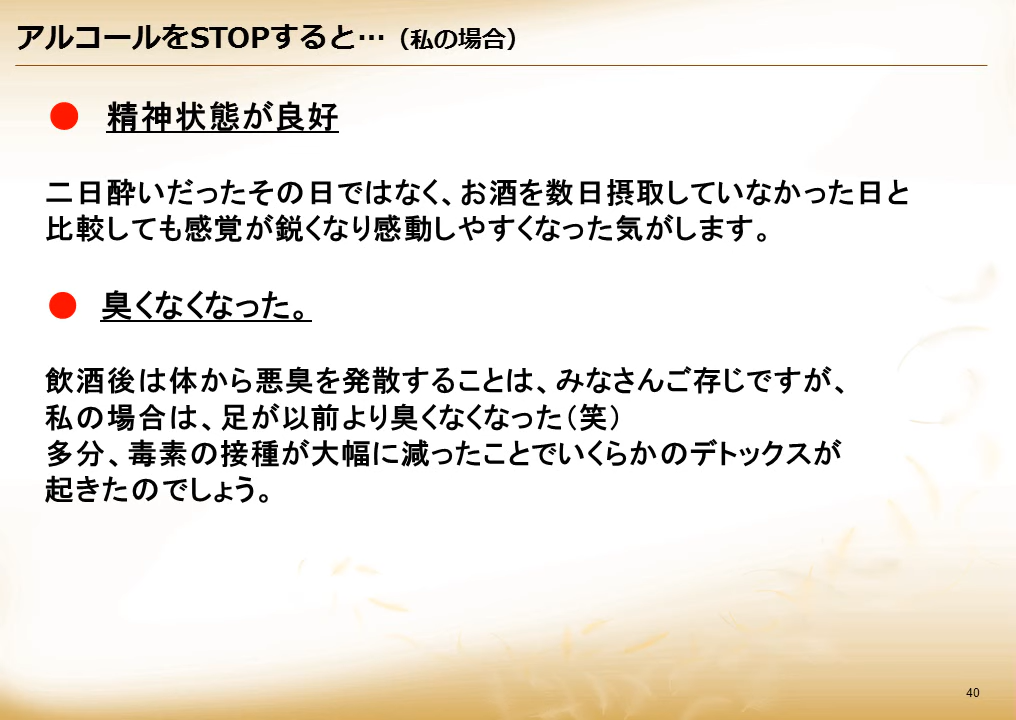 アルコールをSTOPすると…（私の場合）
● 精神状態が良好
二日酔いだったその日ではなく、お酒を数日摂取していなかった日と
比較しても感覚が鋭くなり感動しやすくなった気がします。
● 臭くなくなった。
飲酒後は体から悪臭を発散することは、みなさんご存じですが、
私の場合は、足が以前より臭くなくなった（笑）
多分、毒素の接種が大幅に減ったことでいくらかのデトックスが
起きたのでしょう。
40